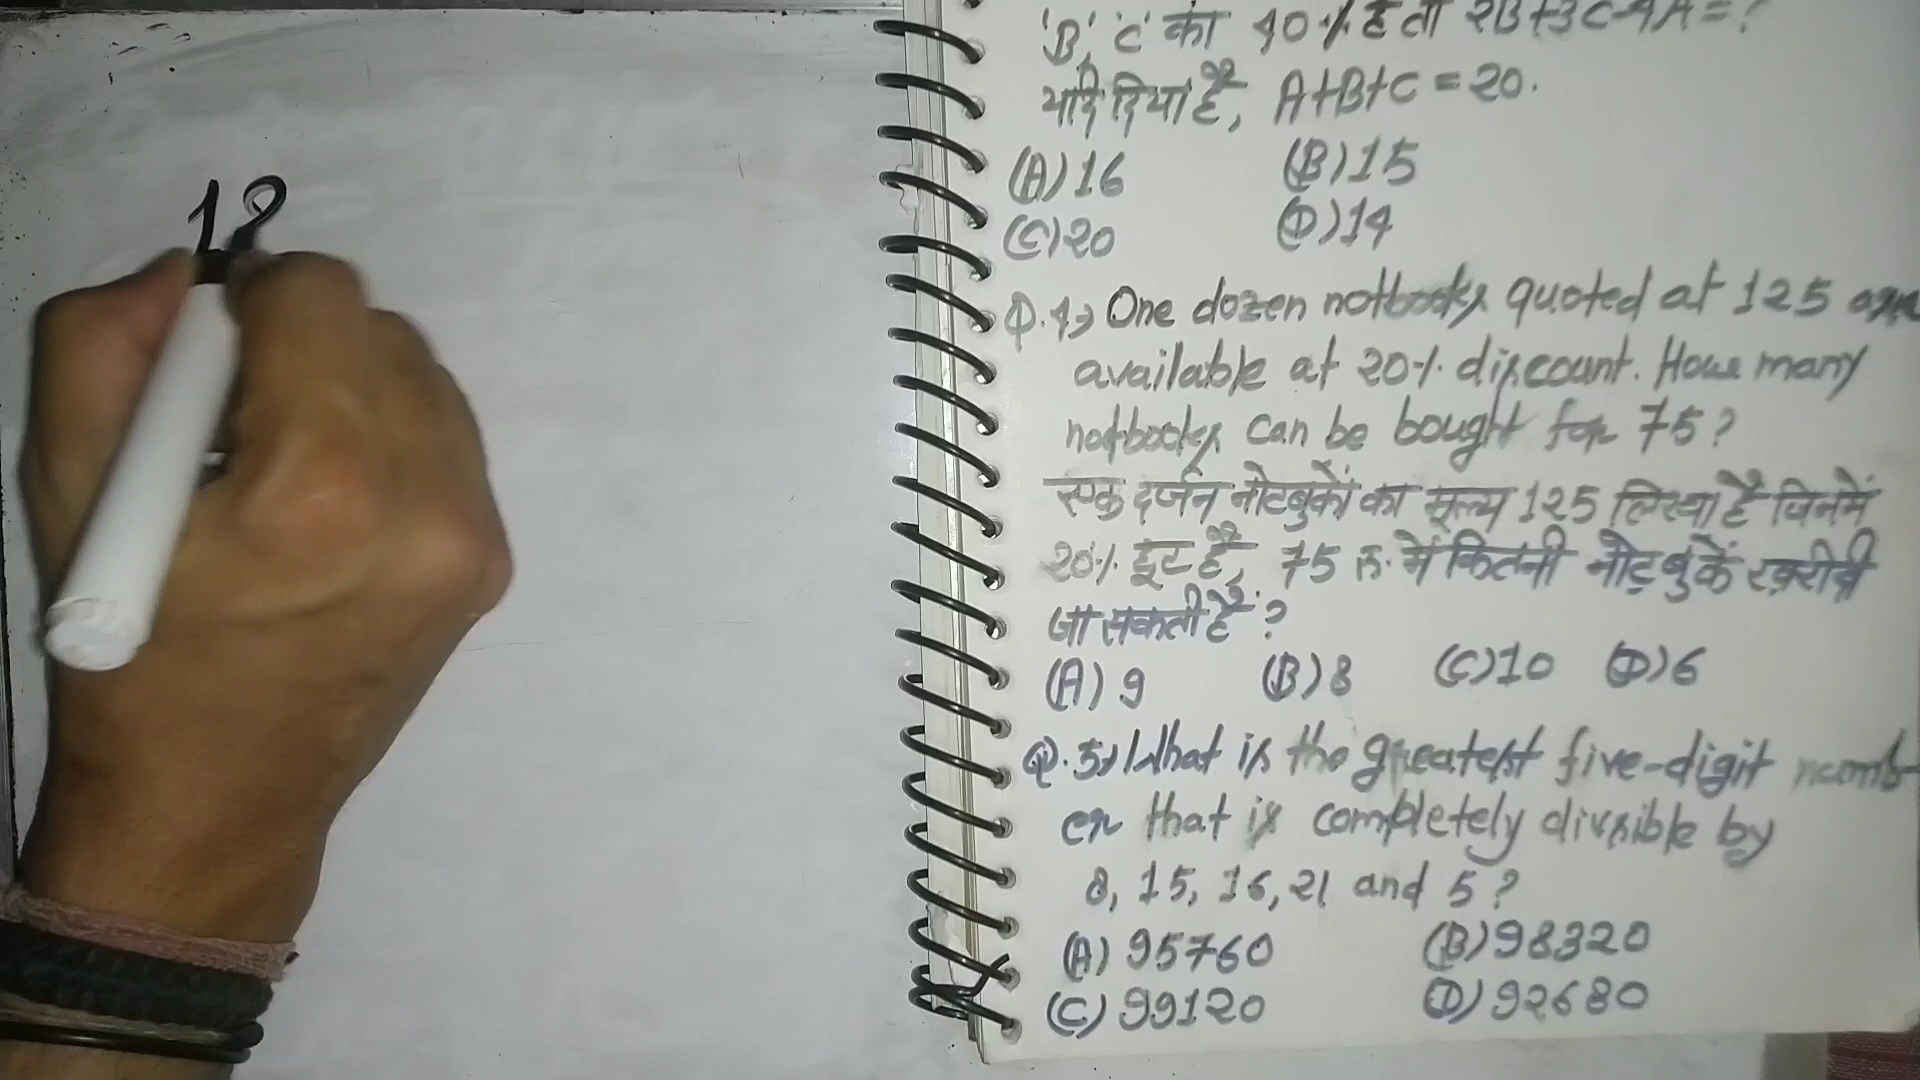 12
'B', 'C' का 40% है तो 2B+3C-4A=?
यदि दिया है, A+B+C=20.
(A) 16 (B) 15
(C) 20 (D) 14
Q.4) One dozen notbooks quoted at 125 are
available at 20% discount. How many
notbooks can be bought for 75?
एक दर्जन नोटबुकों का मूल्य 125 लिखा है जिनमें
20% छूट है, 75 रु. में कितनी नोटबुकें खरीदी
जा सकती है?
(A) 9 (B) 8 (C) 10 (D) 6
Q.5) What is the greatest five-digit numb-
er that is completely divisible by
8, 15, 16, 21 and 5?
(A) 95760 (B) 98320
(C) 99120 (D) 92680